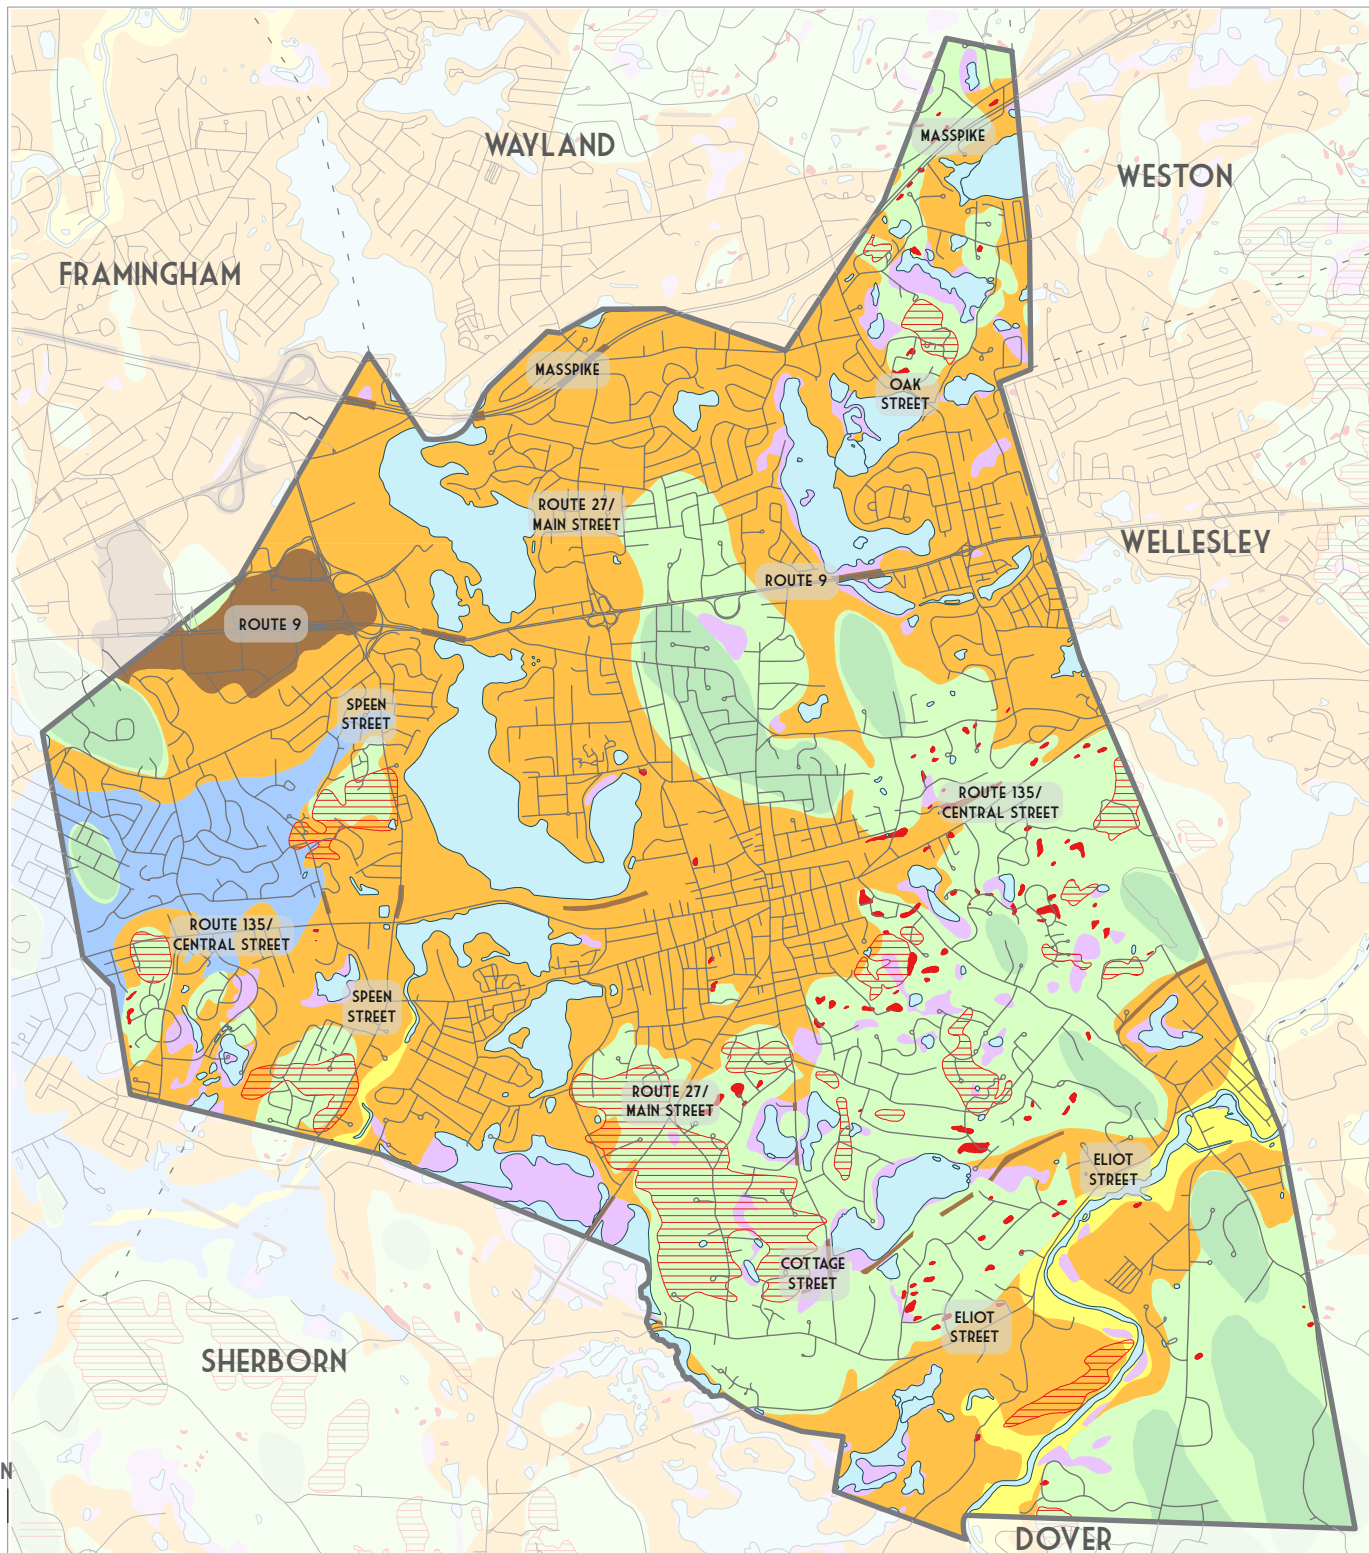 MASSPIKE
WAYLAND
WESTON
FRAMINGHAM
MASSPIKE
OAK
STREET
ROUTE 27/
MAIN STREET
WELLESLEY
ROUTE 9
ROUTE 9
SPEEN
STREET
ROUTE 135/
CENTRAL STREET
ROUTE 135/
CENTRAL STREET
SPEEN
STREET
ROUTE 27/
MAIN STREET
ELIOT
STREET
COTTAGE
STREET
ELIOT
STREET
SHERBORN
N
DOVER